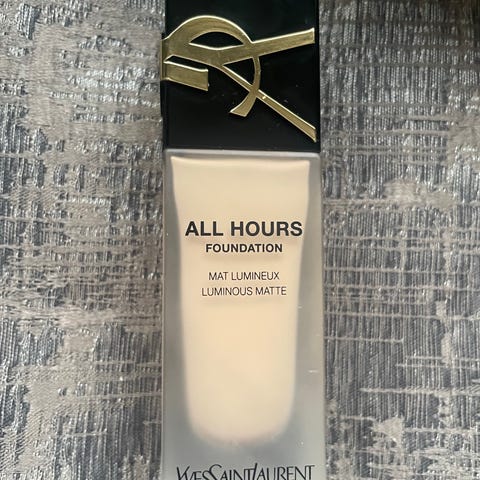 ALL HOURS
FOUNDATION
MAT LUMINEUX
LUMINOUS MATTE
YVESSAINTLAURENT